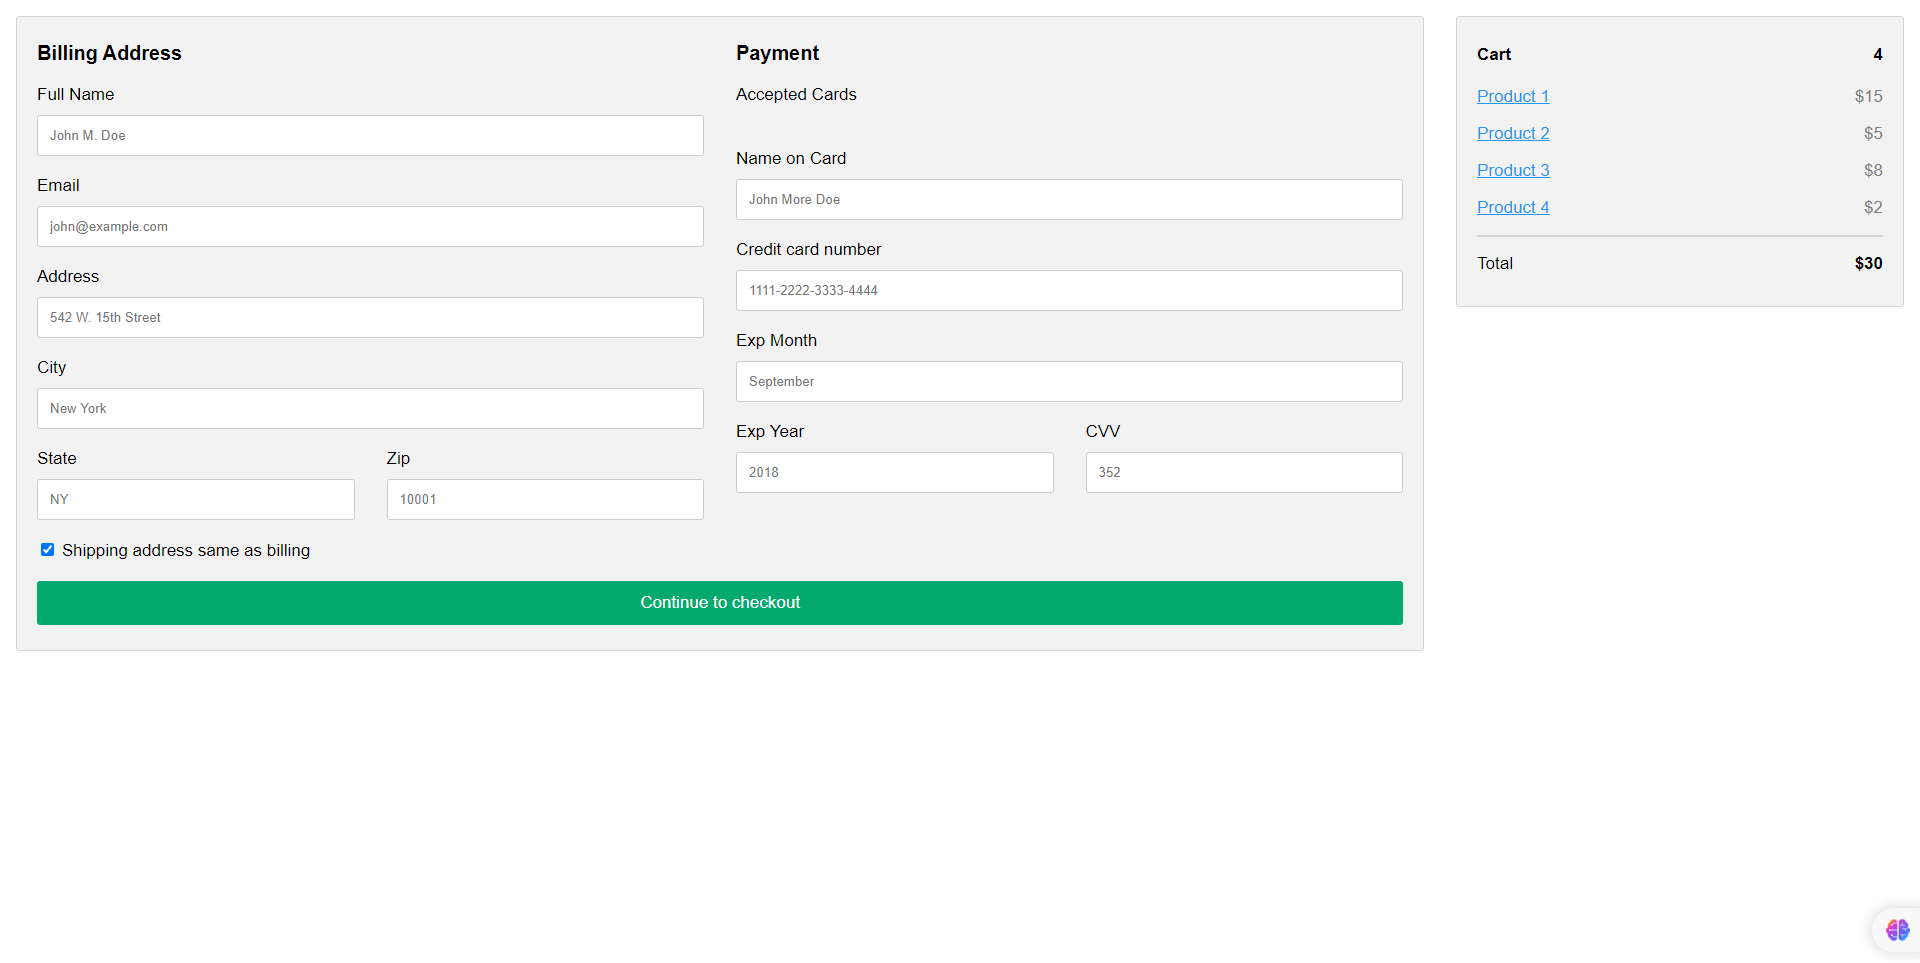 Billing Address
Full Name
John M. Doe
Email
john@example.com
Address
542 W. 15th Street
City
New York
State Zip
NY 10001
Shipping address same as billing
Payment
Accepted Cards
Name on Card
John More Doe
Credit card number
1111-2222-3333-4444
Exp Month
September
Exp Year CVV
2018 352
Continue to checkout
Cart 4
Product 1 $15
Product 2 $5
Product 3 $8
Product 4 $2
Total $30